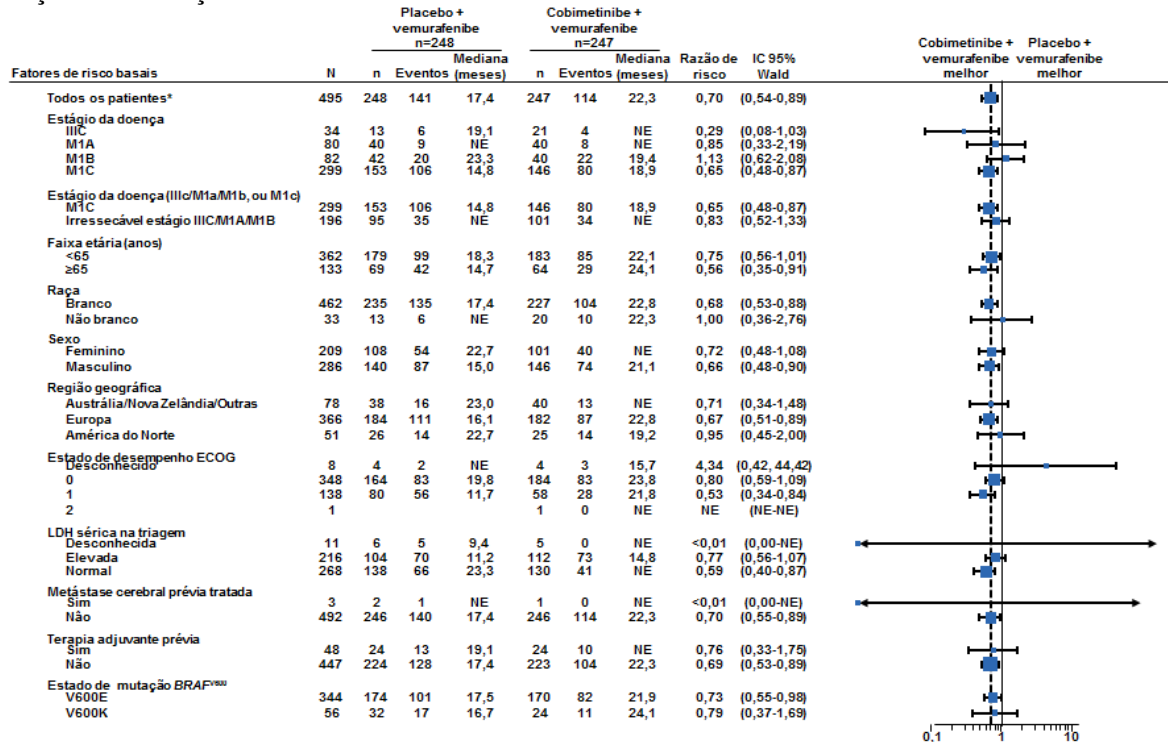 Placebo + vemurafenibe n=248
Cobimetinibe + vemurafenibe n=247
Cobimetinibe + vemurafenibe melhor
Placebo + vemurafenibe melhor
Fatores de risco basais N n Eventos Mediana (meses) n Eventos Mediana (meses) Razão de risco IC 95% Wald
Todos os patientes* 495 248 141 17,4 247 114 22,3 0,70 (0,54-0,89)
Estágio da doença
IIIC 34 13 6 19,1 21 4 NE 0,29 (0,08-1,03)
M1A 80 40 9 NE 40 8 NE 0,85 (0,33-2,19)
M1B 82 42 20 23,3 40 22 19,4 1,13 (0,62-2,08)
M1C 299 153 106 14,8 146 80 18,9 0,65 (0,48-0,87)
Estágio da doença (IIIc/M1a/M1b, ou M1c)
M1C 299 153 106 14,8 146 80 18,9 0,65 (0,48-0,87)
Irressecável estágio IIIC/M1A/M1B 196 95 35 NE 101 34 NE 0,83 (0,52-1,33)
Faixa etária (anos)
<65 362 179 99 18,3 183 85 22,1 0,75 (0,56-1,01)
≥65 133 69 42 14,7 64 29 24,1 0,56 (0,35-0,91)
Raça
Branco 462 235 135 17,4 227 104 22,8 0,68 (0,53-0,88)
Não branco 33 13 6 NE 20 10 22,3 1,00 (0,36-2,76)
Sexo
Feminino 209 108 54 22,7 101 40 NE 0,72 (0,48-1,08)
Masculino 286 140 87 15,0 146 74 21,1 0,66 (0,48-0,90)
Região geográfica
Austrália/Nova Zelândia/Outras 78 38 16 23,0 40 13 NE 0,71 (0,34-1,48)
Europa 366 184 111 16,1 182 87 22,8 0,67 (0,51-0,89)
América do Norte 51 26 14 22,7 25 14 19,2 0,95 (0,45-2,00)
Estado de desempenho ECOG
Desconhecido 8 4 2 NE 4 3 15,7 4,34 (0,42, 44,42)
0 348 164 83 19,8 184 83 23,8 0,80 (0,59-1,09)
1 138 80 56 11,7 58 28 21,8 0,53 (0,34-0,84)
2 1 1 0 NE NE (NE-NE)
LDH sérica na triagem
Desconhecida 11 6 5 9,4 5 0 NE <0,01 (0,00-NE)
Elevada 216 104 70 11,2 112 73 14,8 0,77 (0,56-1,07)
Normal 268 138 66 23,3 130 41 NE 0,59 (0,40-0,87)
Metástase cerebral prévia tratada
Sim 3 2 1 NE 1 0 NE <0,01 (0,00-NE)
Não 492 246 140 17,4 246 114 22,3 0,70 (0,55-0,89)
Terapia adjuvante prévia
Sim 48 24 13 19,1 24 10 NE 0,76 (0,33-1,75)
Não 447 224 128 17,4 223 104 22,3 0,69 (0,53-0,89)
Estado de mutação BRAFV600
V600E 344 174 101 17,5 170 82 21,9 0,73 (0,55-0,98)
V600K 56 32 17 16,7 24 11 24,1 0,79 (0,37-1,69)
0,1 1 10